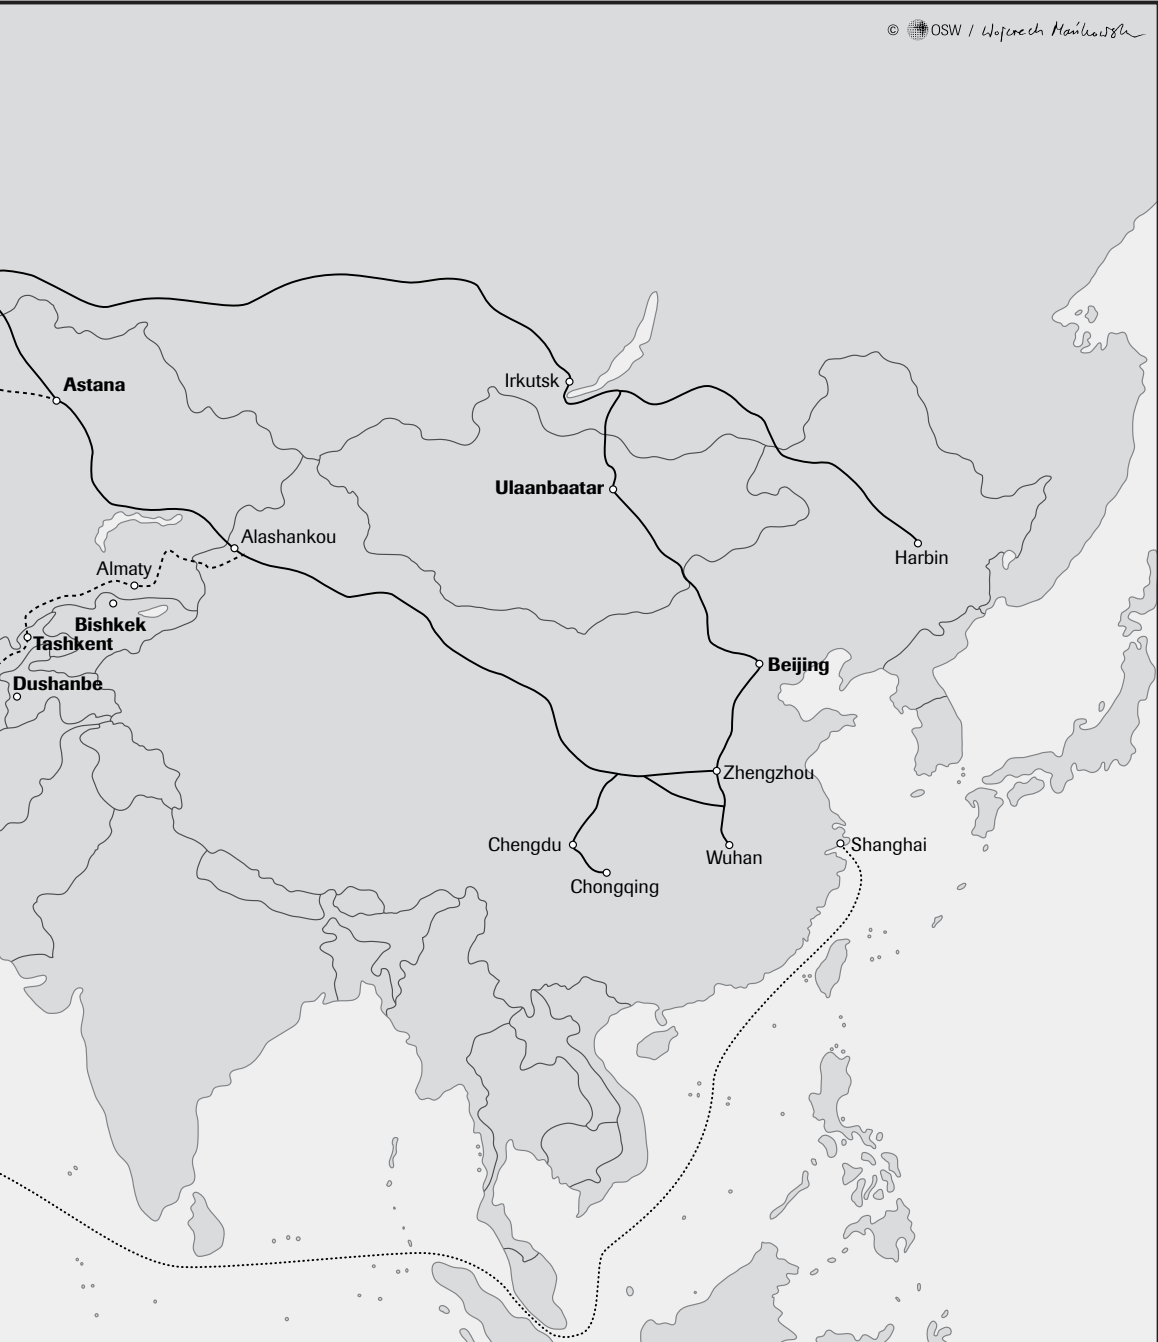 © OSW / Wojciech Mańkowski
Astana
Irkutsk
Ulaanbaatar
Alashankou
Harbin
Almaty
Bishkek
Tashkent
Beijing
Dushanbe
Zhengzhou
Chengdu
Wuhan
Shanghai
Chongqing